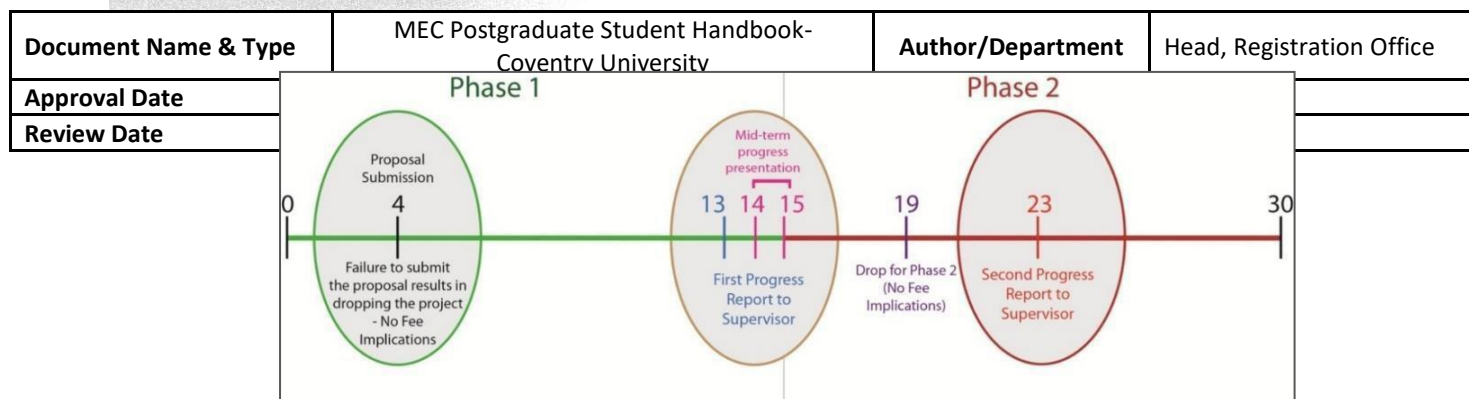 Document Name & Type
MEC Postgraduate Student Handbook-
Coventry University
Author/Department
Head, Registration Office
Approval Date
Review Date
Phase 1
Phase 2
Proposal
Submission
Mid-term
progress
presentation
0
4
13
14
15
19
23
30
Failure to submit
the proposal results in
dropping the project
- No Fee
Implications
First Progress
Report to
Supervisor
Drop for Phase 2
(No Fee
Implications)
Second Progress
Report to
Supervisor